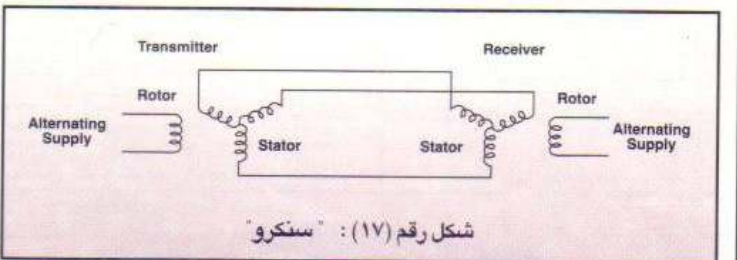 Transmitter
Receiver
Rotor
Rotor
Alternating
Supply
Stator
Stator
Alternating
Supply
شكل رقم (١٧) : " سنكرو"